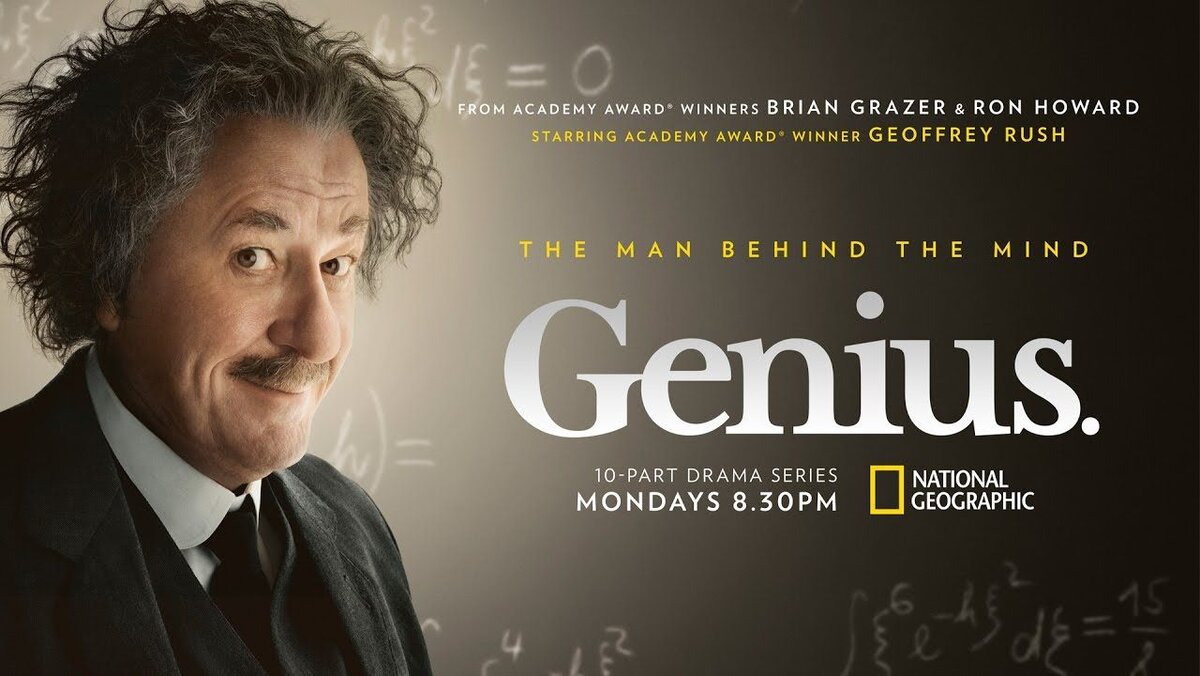 FROM ACADEMY AWARD® WINNERS BRIAN GRAZER & RON HOWARD
STARRING ACADEMY AWARD® WINNER GEOFFREY RUSH
THE MAN BEHIND THE MIND
Genius.
10-PART DRAMA SERIES
MONDAYS 8.30PM
NATIONAL
GEOGRAPHIC
= 0
) =